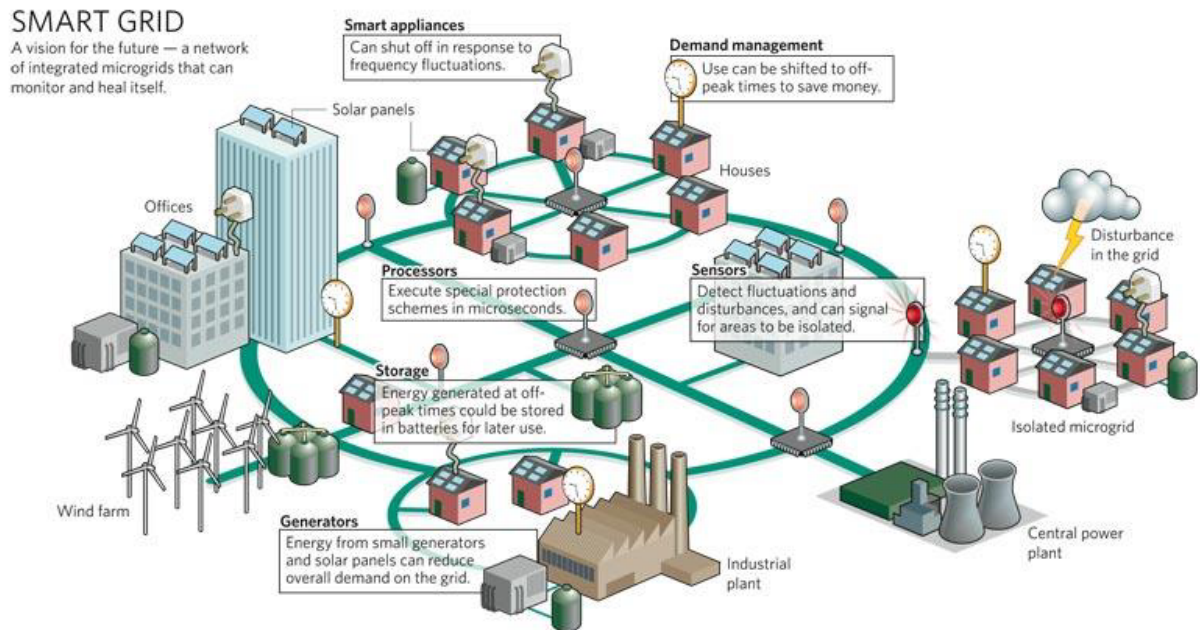 SMART GRID
A vision for the future — a network
of integrated microgrids that can
monitor and heal itself.
Smart appliances
Can shut off in response to
frequency fluctuations.
Demand management
Use can be shifted to off-
peak times to save money.
Solar panels
Houses
Offices
Disturbance
in the grid
Processors
Execute special protection
schemes in microseconds.
Sensors
Detect fluctuations and
disturbances, and can signal
for areas to be isolated.
Storage
Energy generated at off-
peak times could be stored
in batteries for later use.
Isolated microgrid
Wind farm
Generators
Energy from small generators
and solar panels can reduce
overall demand on the grid.
Industrial
plant
Central power
plant